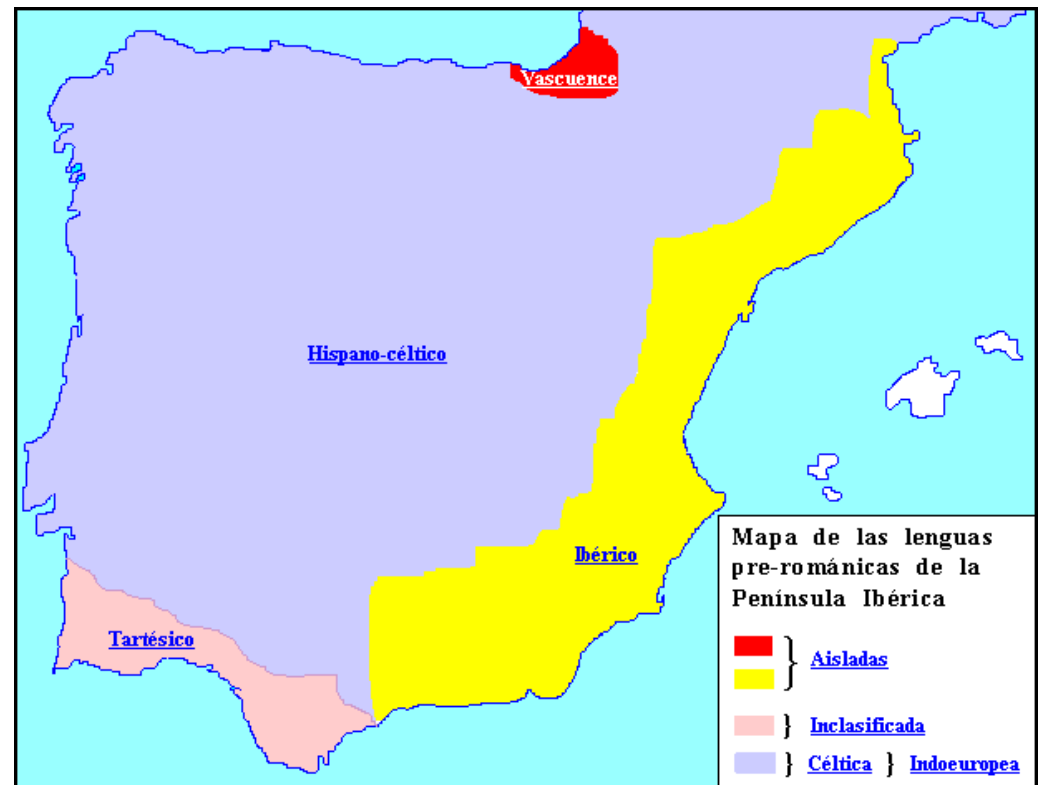 Vascuence
Hispano-céltico
Ibérico
Tartésico
Mapa de las lenguas
pre-románicas de la
Península Ibérica
} Aisladas
} Inclasificada
} Céltica } Indoeuropea